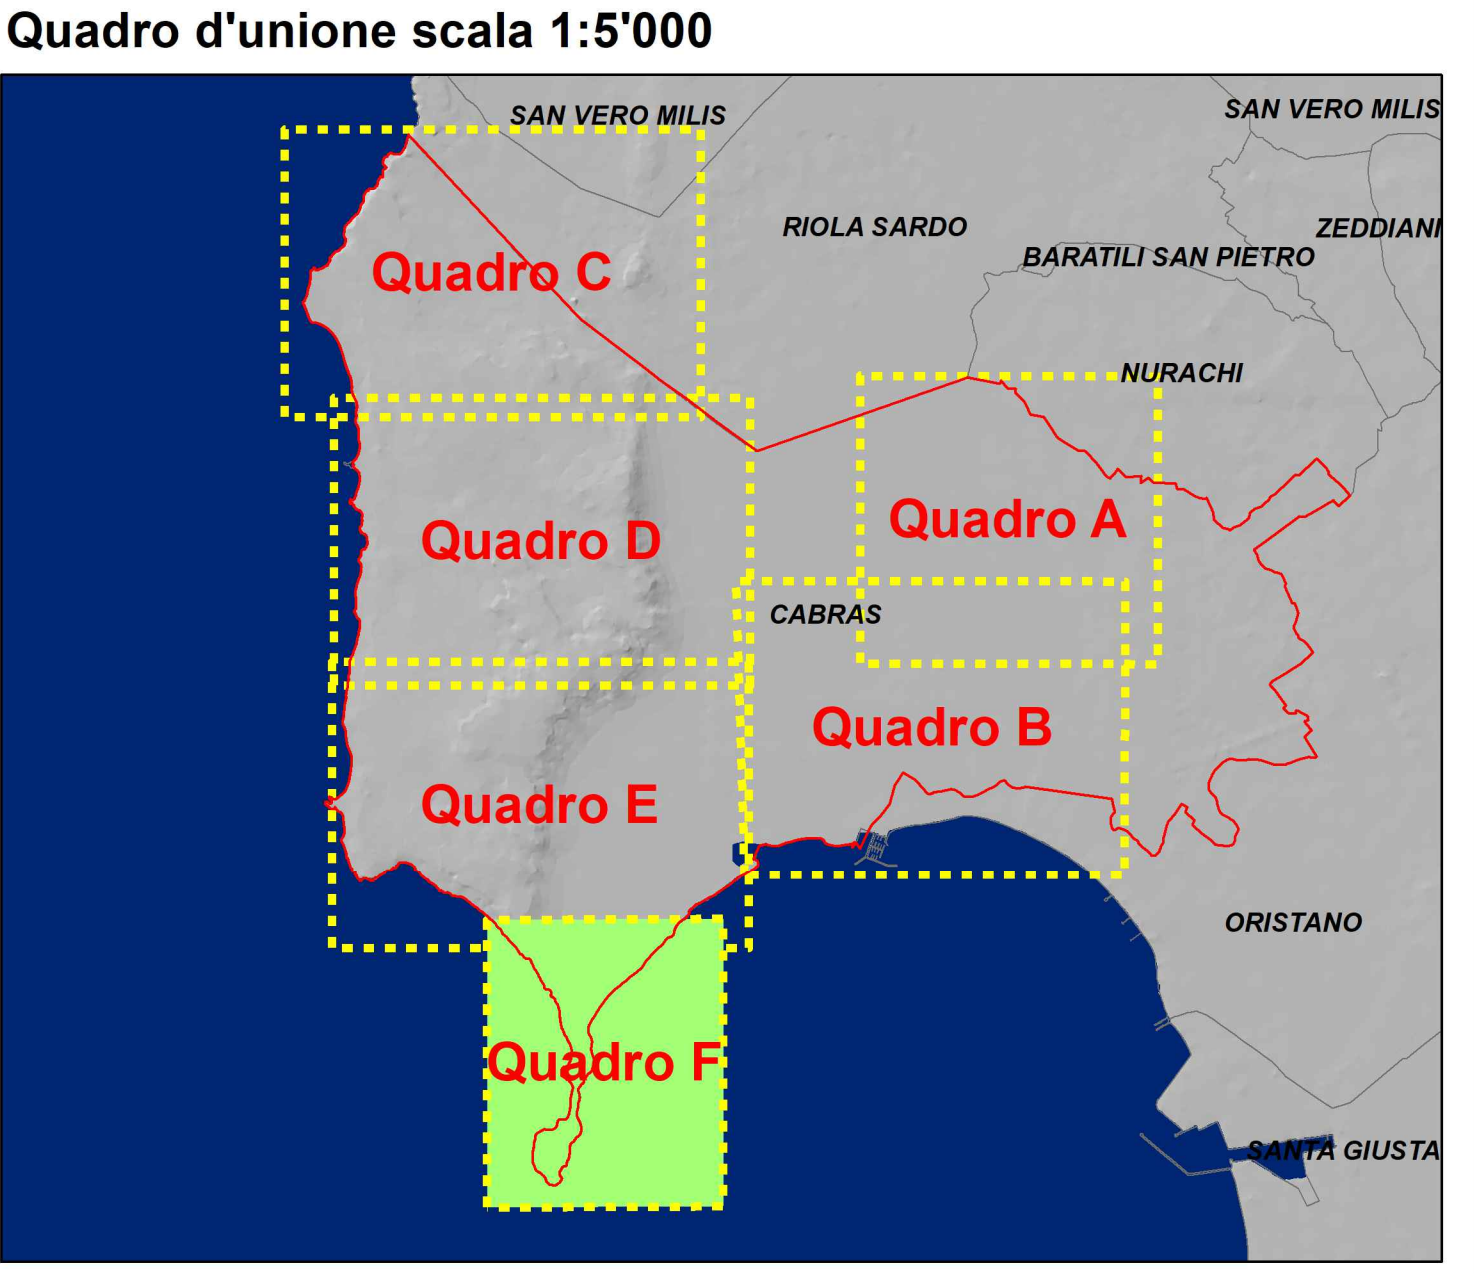 Quadro d'unione scala 1:5'000
SAN VERO MILIS
SAN VERO MILIS
RIOLA SARDO
ZEDDIANI
BARATILI SAN PIETRO
Quadro C
NURACHI
Quadro A
Quadro D
CABRAS
Quadro B
Quadro E
ORISTANO
Quadro F
SANTA GIUSTA